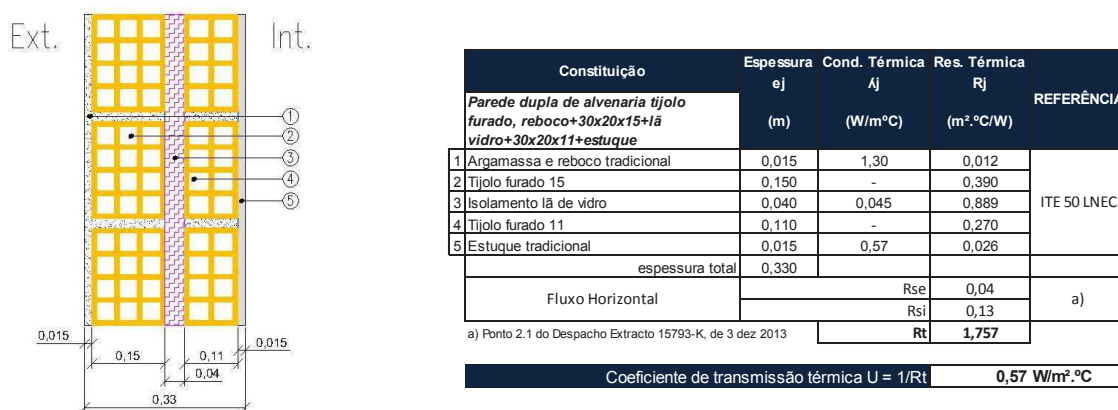 Ext. Int.
1
2
3
4
5
0,015 0,015
0,15 0,11
0,04
0,33
Constituição Espessura Cond. Térmica Res. Térmica
ej λj Rj
REFERÊNCIA
Parede dupla de alvenaria tijolo
furado, reboco+30x20x15+lã (m) (W/mºC) (m².ºC/W)
vidro+30x20x11+estuque
1 Argamassa e reboco tradicional 0,015 1,30 0,012
2 Tijolo furado 15 0,150 - 0,390
3 Isolamento lã de vidro 0,040 0,045 0,889 ITE 50 LNEC
4 Tijolo furado 11 0,110 - 0,270
5 Estuque tradicional 0,015 0,57 0,026
espessura total 0,330
Fluxo Horizontal Rse 0,04 a)
Rsi 0,13
a) Ponto 2.1 do Despacho Extracto 15793-K, de 3 dez 2013 Rt 1,757
Coeficiente de transmissão térmica U = 1/Rt 0,57 W/m².ºC